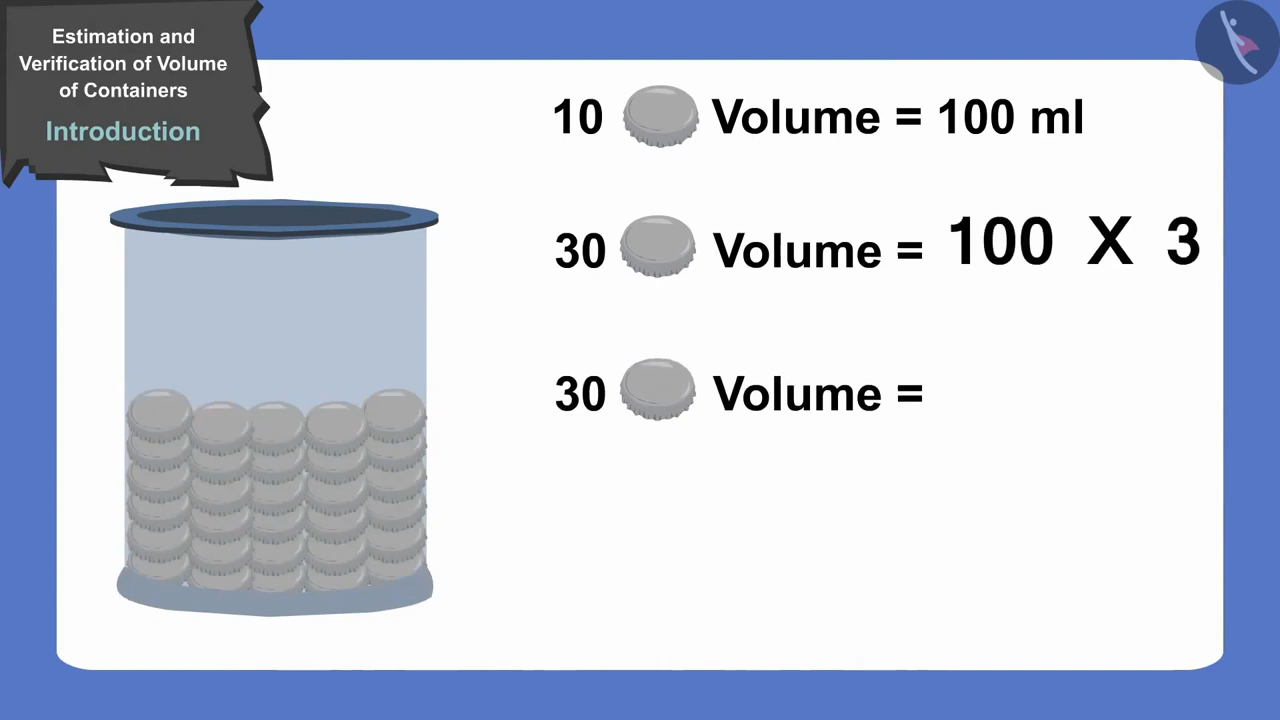 Estimation and
Verification of Volume
of Containers
Introduction
10 Volume = 100 ml
30 Volume = 100 X 3
30 Volume =